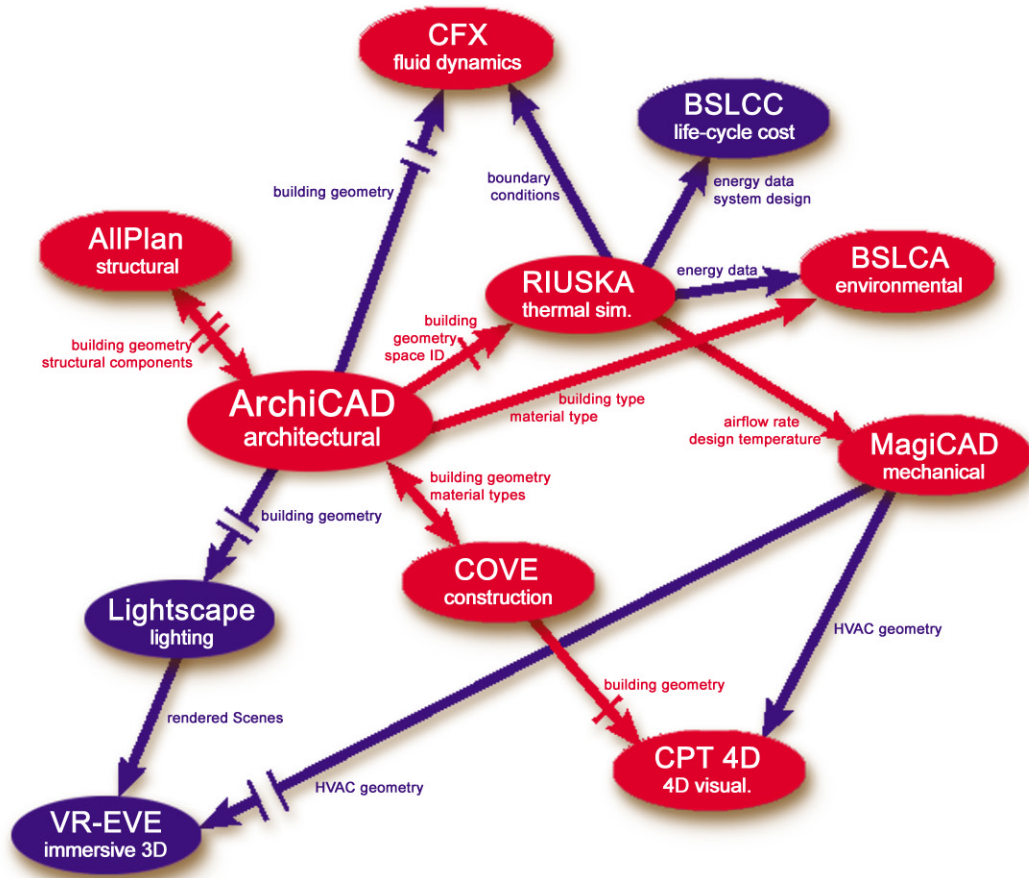 CFX
fluid dynamics
BSLCC
life-cycle cost
building geometry
boundary
conditions
energy data
system design
AllPlan
structural
RIUSKA
thermal sim.
energy data
BSLCA
environmental
building geometry
structural components
building
geometry
space ID
ArchiCAD
architectural
building type
material type
airflow rate
design temperature
MagiCAD
mechanical
building geometry
material types
building geometry
COVE
construction
Lightscape
lighting
HVAC geometry
building geometry
rendered Scenes
CPT 4D
4D visual.
HVAC geometry
VR-EVE
immersive 3D